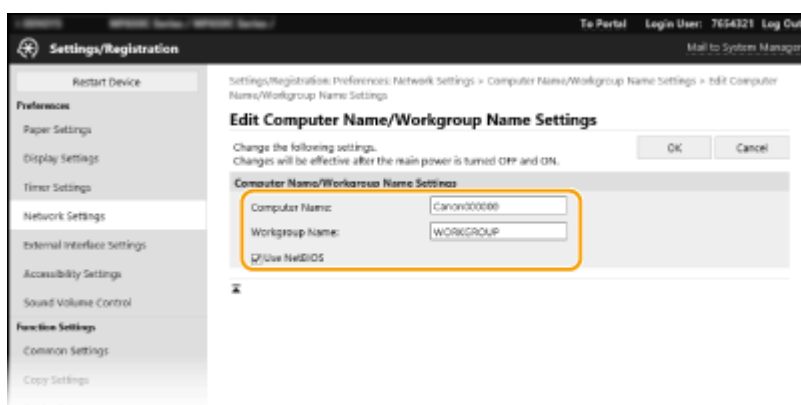 To Portal Login User: 7654321 Log Out
Settings/Registration
Mail to System Manager
Restart Device
Preferences
Paper Settings
Display Settings
Timer Settings
Network Settings
External Interface Settings
Accessibility Settings
Sound Volume Control
Function Settings
Common Settings
Copy Settings
Settings/Registration: Preferences: Network Settings > Computer Name/Workgroup Name Settings > Edit Computer
Name/Workgroup Name Settings
Edit Computer Name/Workgroup Name Settings
Change the following settings.
Changes will be effective after the main power is turned OFF and ON.
OK Cancel
Computer Name/Workgroup Name Settings
Computer Name:
Workgroup Name: WORKGROUP
Use NetBIOS